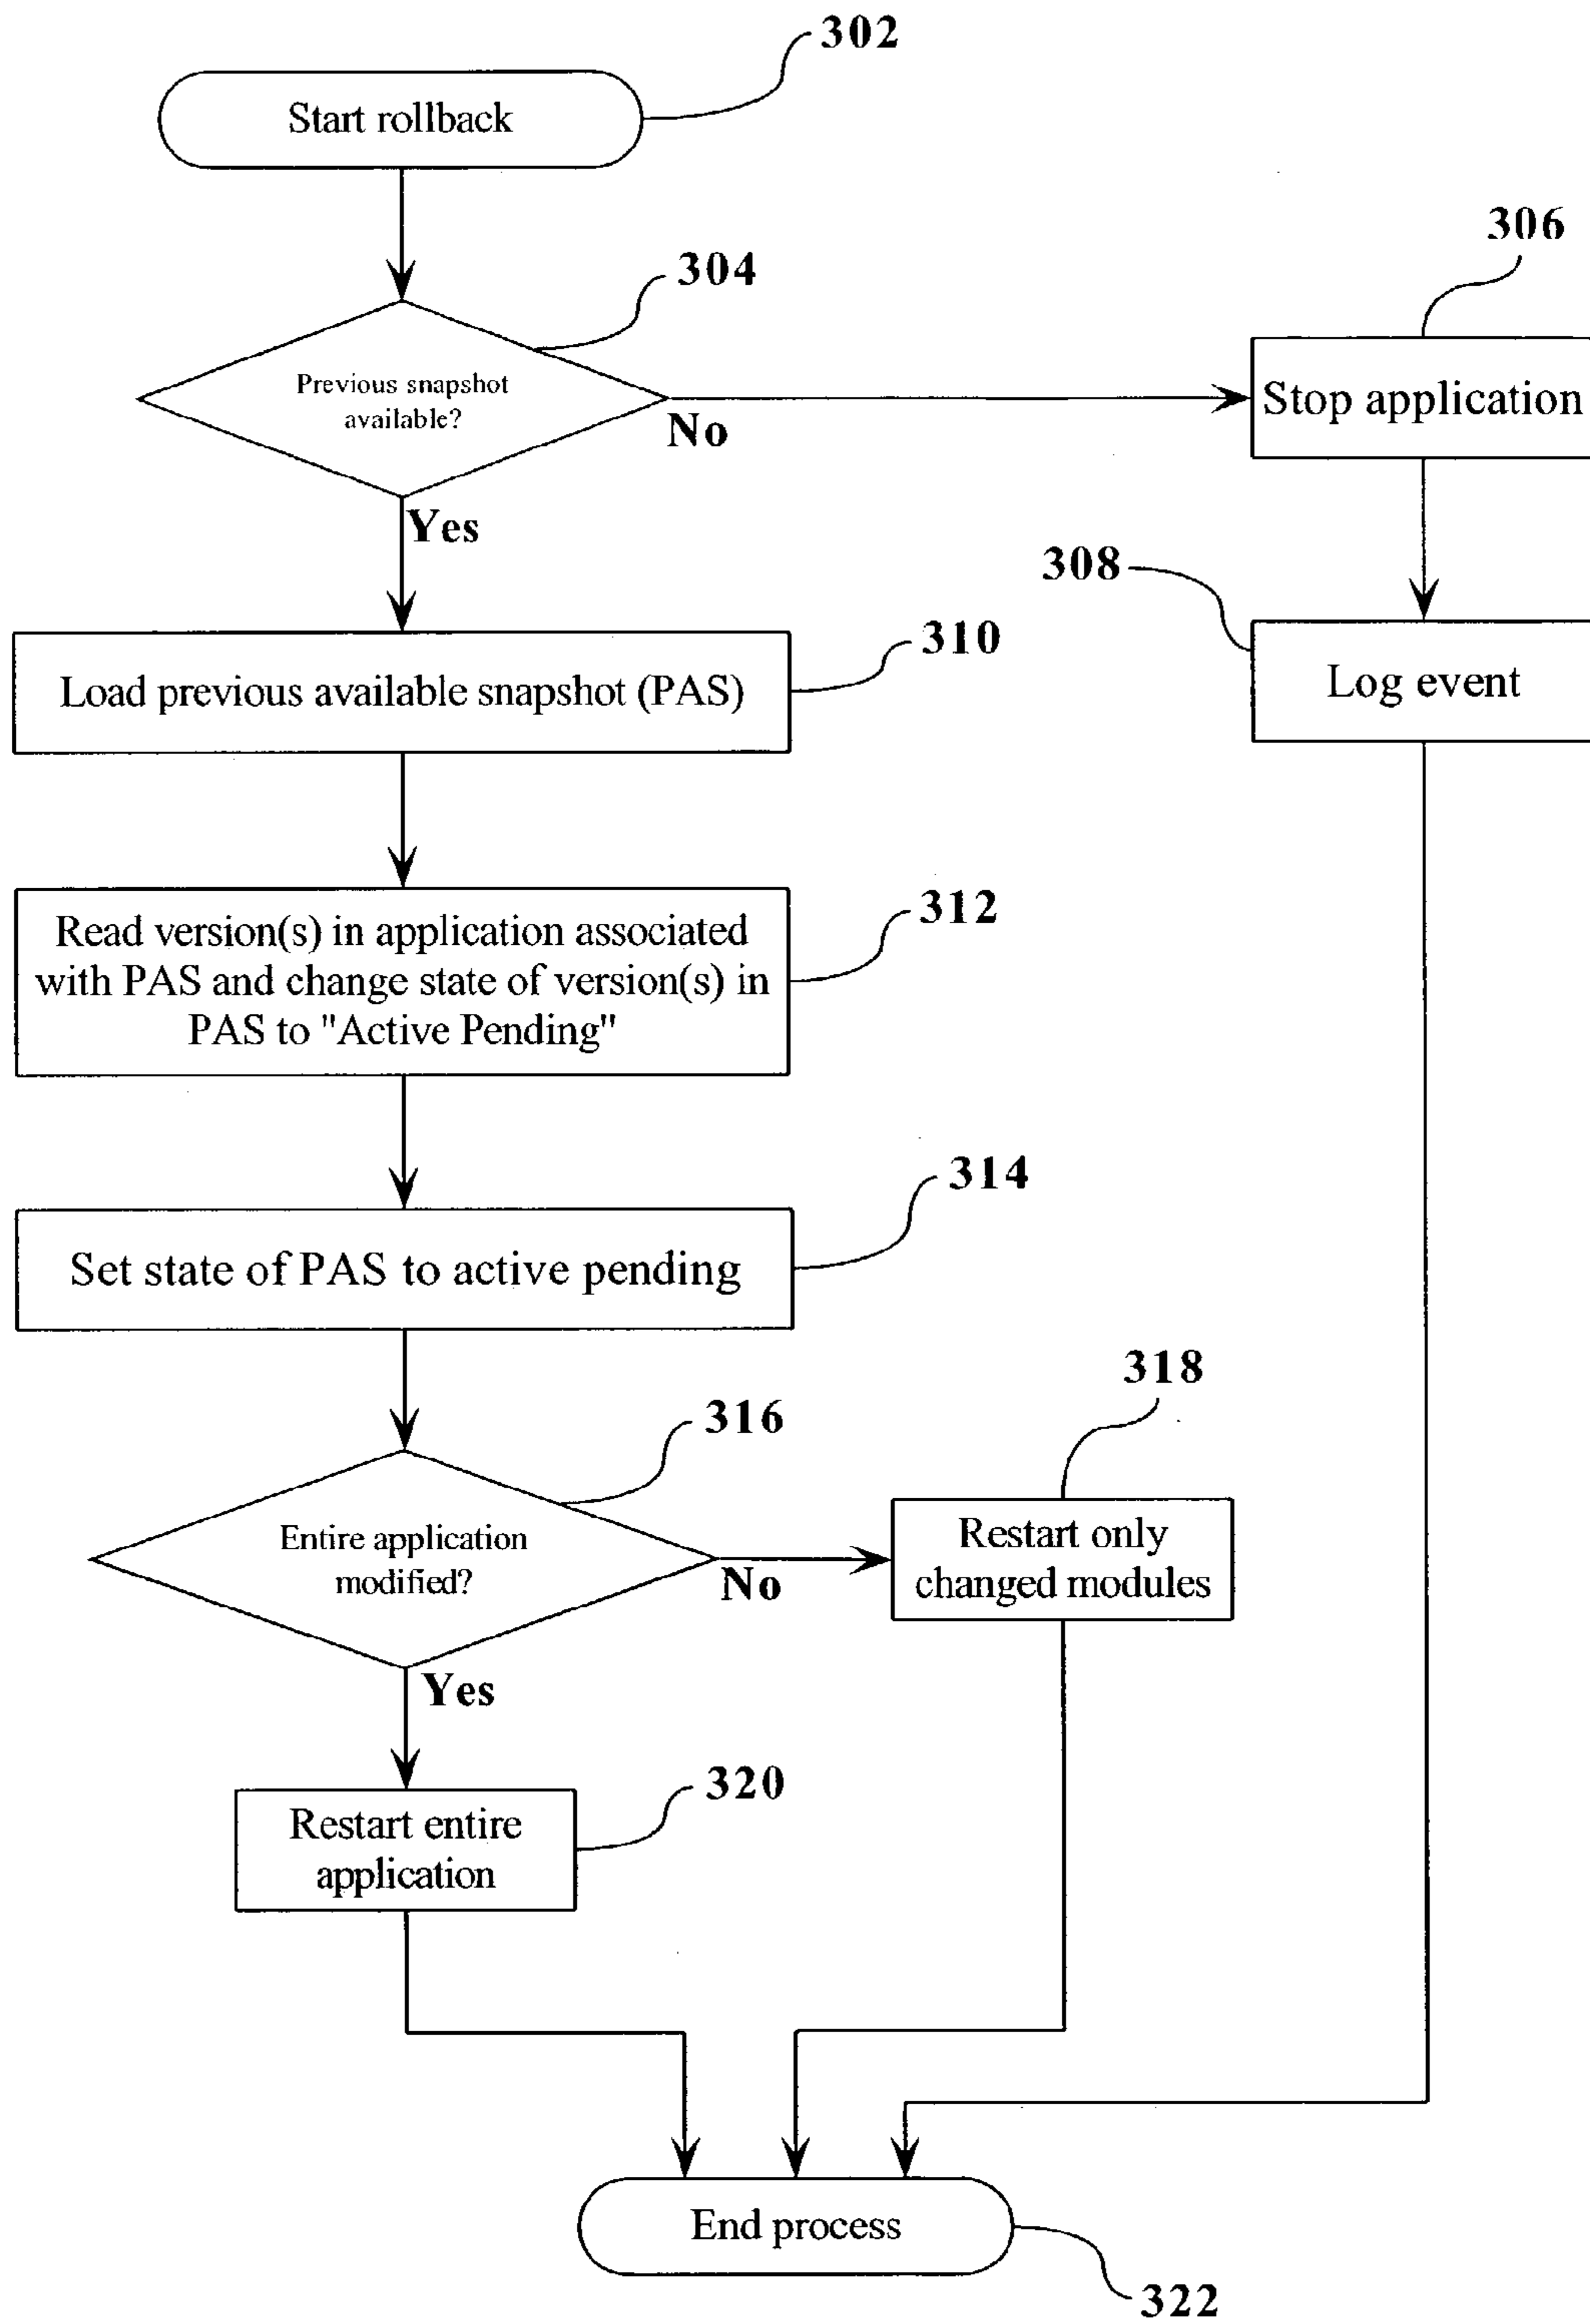 302
Start rollback
304
306
Previous snapshot
available?
No
Stop application
Yes
308
310
Load previous available snapshot (PAS)
Log event
312
Read version(s) in application associated
with PAS and change state of version(s) in
PAS to "Active Pending"
314
Set state of PAS to active pending
318
316
Entire application
modified?
No
Restart only
changed modules
Yes
320
Restart entire
application
End process
322